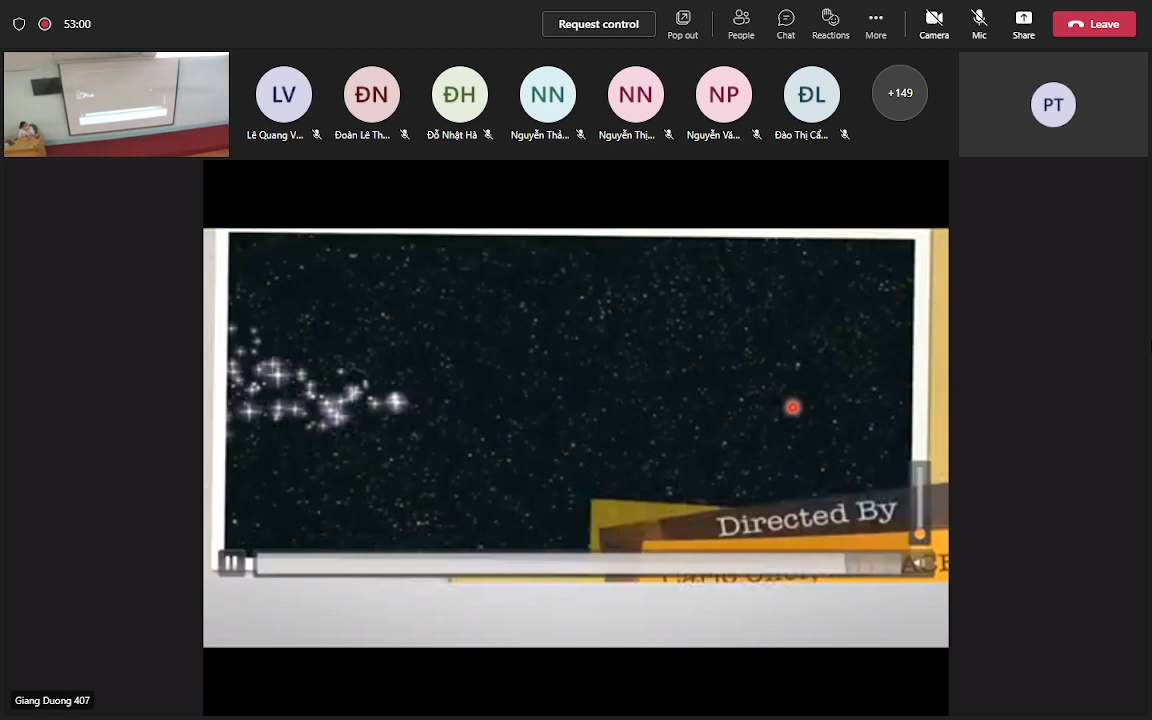 53:00
Request control
Pop out
People
Chat
Reactions
More
Camera
Mic
Share
Leave
LV
ĐN
ĐH
NN
NN
NP
ĐL
+149
PT
Lê Quang V...
Đoàn Lê Th...
Đỗ Nhật Hà
Nguyễn Thả...
Nguyễn Thị...
Nguyễn Vă...
Đào Thị Cẩ...
Directed By
Giang Duong 407